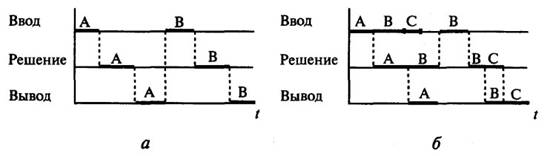 Ввод A B
Решение A B
Вывод A B
t
а
Ввод A B C B
Решение A B B C
Вывод A B C
t
б